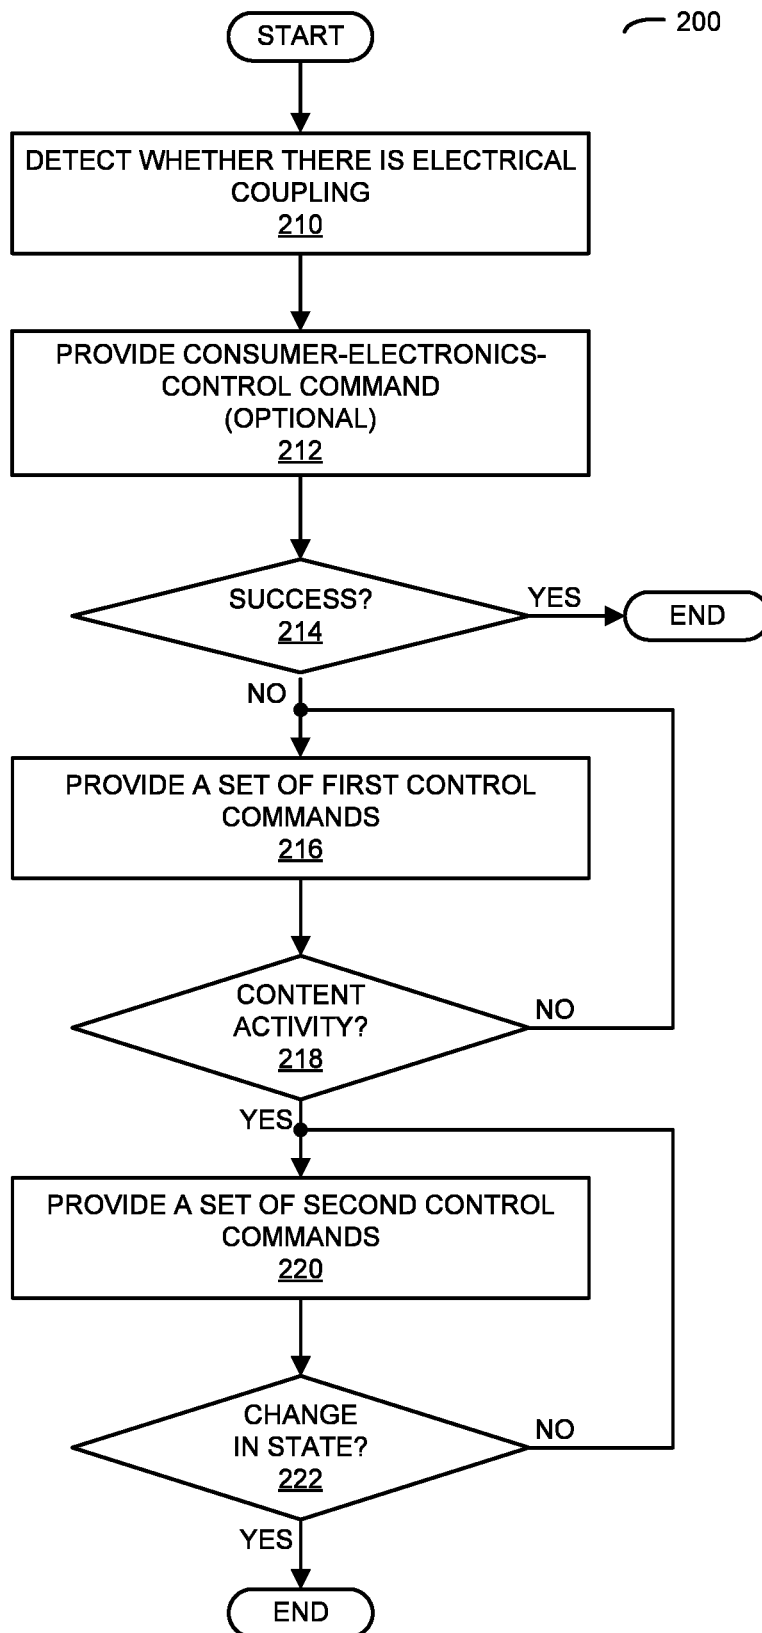 START
200
DETECT WHETHER THERE IS ELECTRICAL
COUPLING
210
PROVIDE CONSUMER-ELECTRONICS-
CONTROL COMMAND
(OPTIONAL)
212
SUCCESS?
214
YES
END
NO
PROVIDE A SET OF FIRST CONTROL
COMMANDS
216
CONTENT
ACTIVITY?
218
NO
YES
PROVIDE A SET OF SECOND CONTROL
COMMANDS
220
CHANGE
IN STATE?
222
NO
YES
END